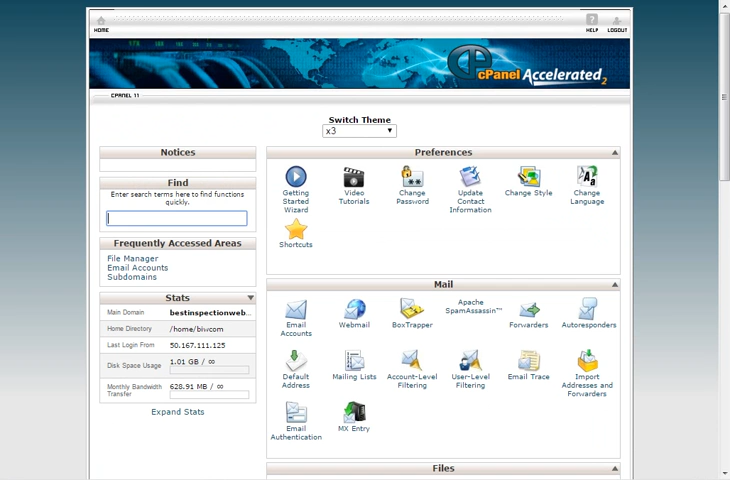 HOME
HELP
LOGOUT
cPanel Accelerated 2
CPANEL 11
Switch Theme
x3
Notices
Find
Enter search terms here to find functions
quickly.
Frequently Accessed Areas
File Manager
Email Accounts
Subdomains
Stats
Main Domain bestinspectionweb...
Home Directory /home/biwcom
Last Login From 50.167.111.125
Disk Space Usage 1.01 GB / ∞
Monthly Bandwidth
Transfer
628.91 MB / ∞
Expand Stats
Preferences
Getting
Started
Wizard
Video
Tutorials
Change
Password
Update
Contact
Information
Change Style
Change
Language
Shortcuts
Mail
Email
Accounts
Webmail
BoxTrapper
Apache
SpamAssassin™
Forwarders
Autoresponders
Default
Address
Mailing Lists
Account-Level
Filtering
User-Level
Filtering
Email Trace
Import
Addresses and
Forwarders
Email
Authentication
MX Entry
Files